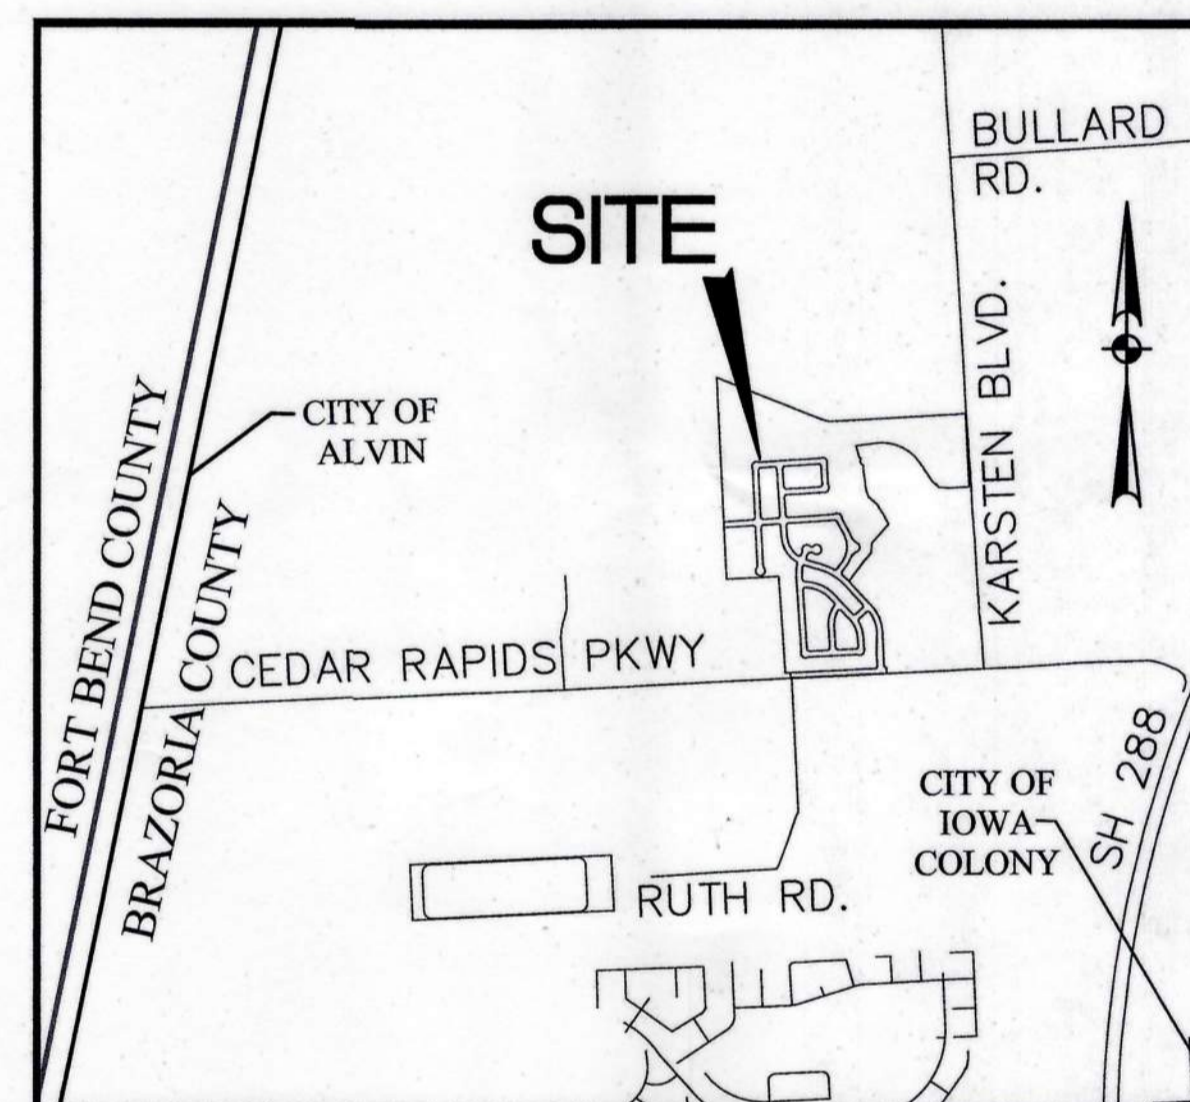 BULLARD
RD.
SITE
KARSTEN BLVD.
CITY OF
ALVIN
FORT BEND COUNTY
BRAZORIA COUNTY
CEDAR RAPIDS PKWY
SH 288
CITY OF
IOWA
COLONY
RUTH RD.